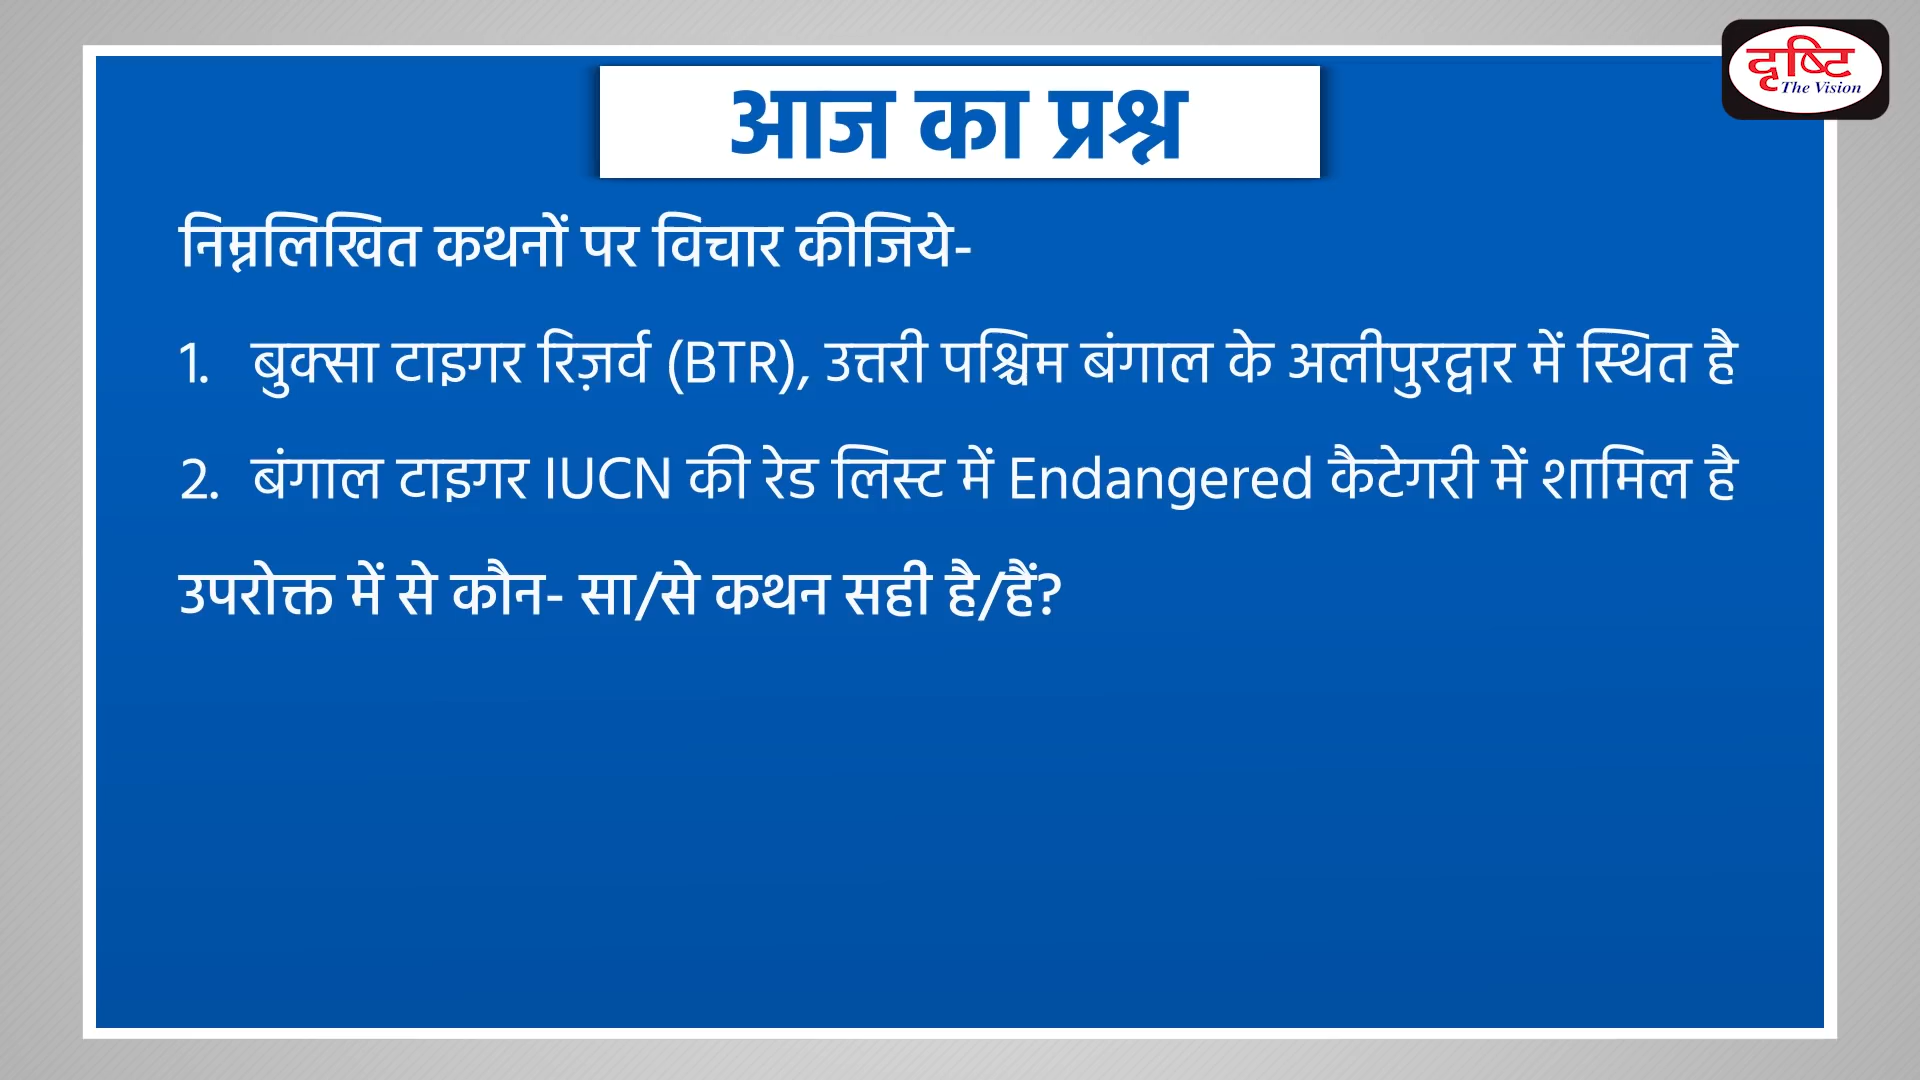 दृष्टि
The Vision
आज का प्रश्न
निम्नलिखित कथनों पर विचार कीजिये-
1. बुक्सा टाइगर रिज़र्व (BTR), उत्तरी पश्चिम बंगाल के अलीपुरद्वार में स्थित है
2. बंगाल टाइगर IUCN की रेड लिस्ट में Endangered कैटेगरी में शामिल है
उपरोक्त में से कौन- सा/से कथन सही है/हैं?